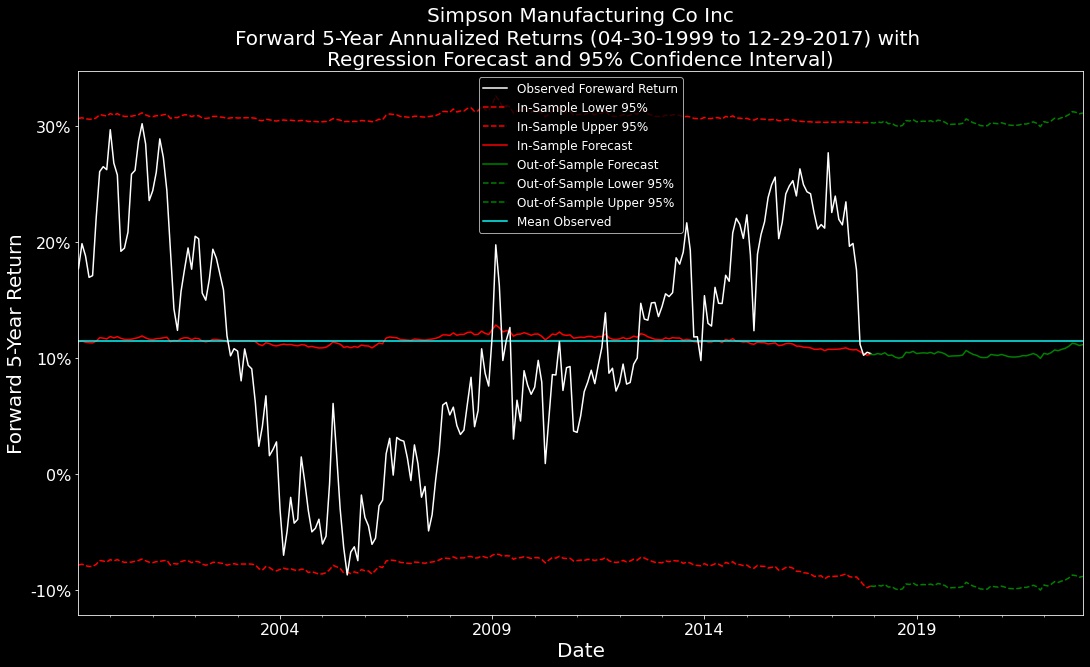 Simpson Manufacturing Co Inc
Forward 5-Year Annualized Returns (04-30-1999 to 12-29-2017) with
Regression Forecast and 95% Confidence Interval)
Observed Foreward Return
In-Sample Lower 95%
In-Sample Upper 95%
In-Sample Forecast
Out-of-Sample Forecast
Out-of-Sample Lower 95%
Out-of-Sample Upper 95%
Mean Observed
Forward 5-Year Return
30%
20%
10%
0%
-10%
2004
2009
2014
2019
Date